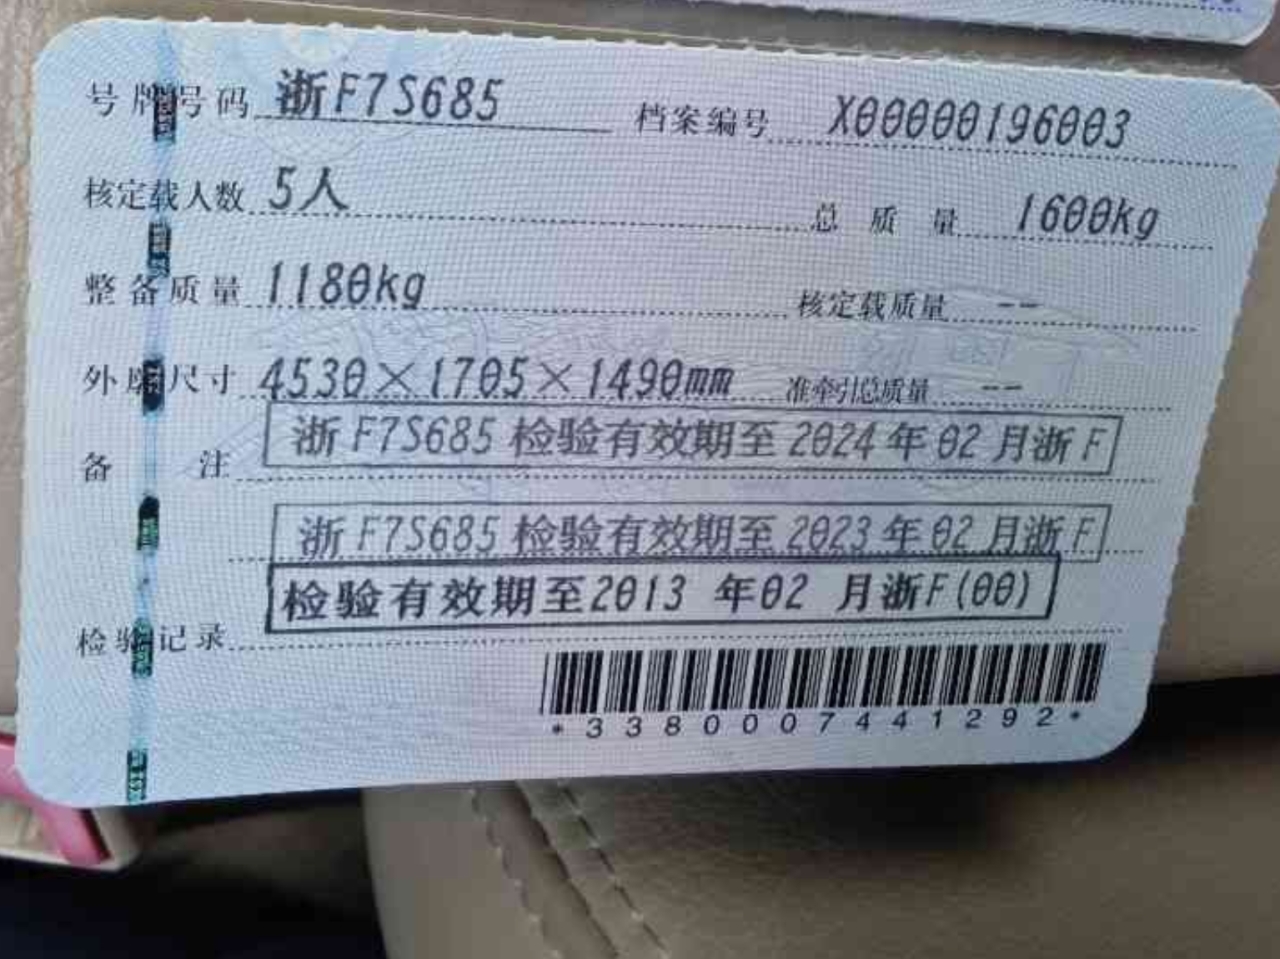 号牌号码 浙F7S685 档案编号 X00000196003
核定载人数 5人 总质量 1600kg
整备质量 1180kg 核定载质量 --
外廓尺寸 4530×1705×1490mm 准牵引总质量 --
备注 浙F7S685检验有效期至2024年02月浙F
浙F7S685检验有效期至2023年02月浙F
检验有效期至2013 年02 月浙F(00)
检验记录
*3380007441292*